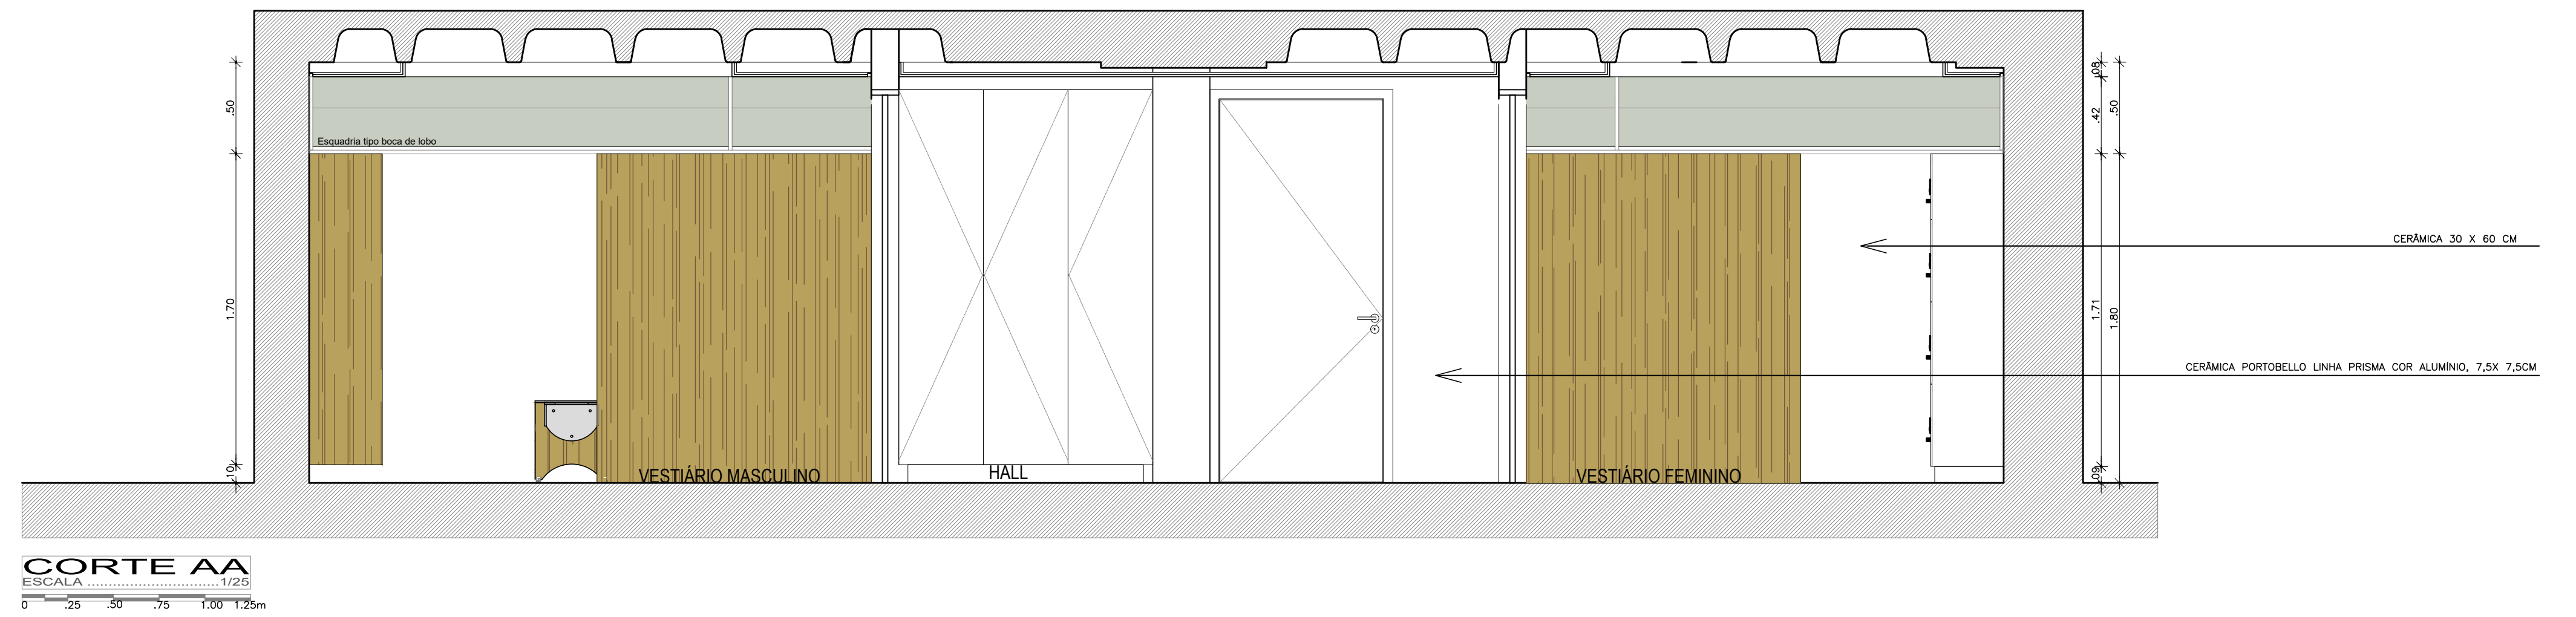 .50
1.70
.10
Esquadria tipo boca de lobo
VESTIÁRIO MASCULINO
HALL
VESTIÁRIO FEMININO
.08
.42
.50
1.71
1.80
.09
CERÂMICA 30 X 60 CM
CERÂMICA PORTOBELLO LINHA PRISMA COR ALUMÍNIO, 7,5X 7,5CM
CORTE AA
ESCALA ................................1/25
0 .25 .50 .75 1.00 1.25m